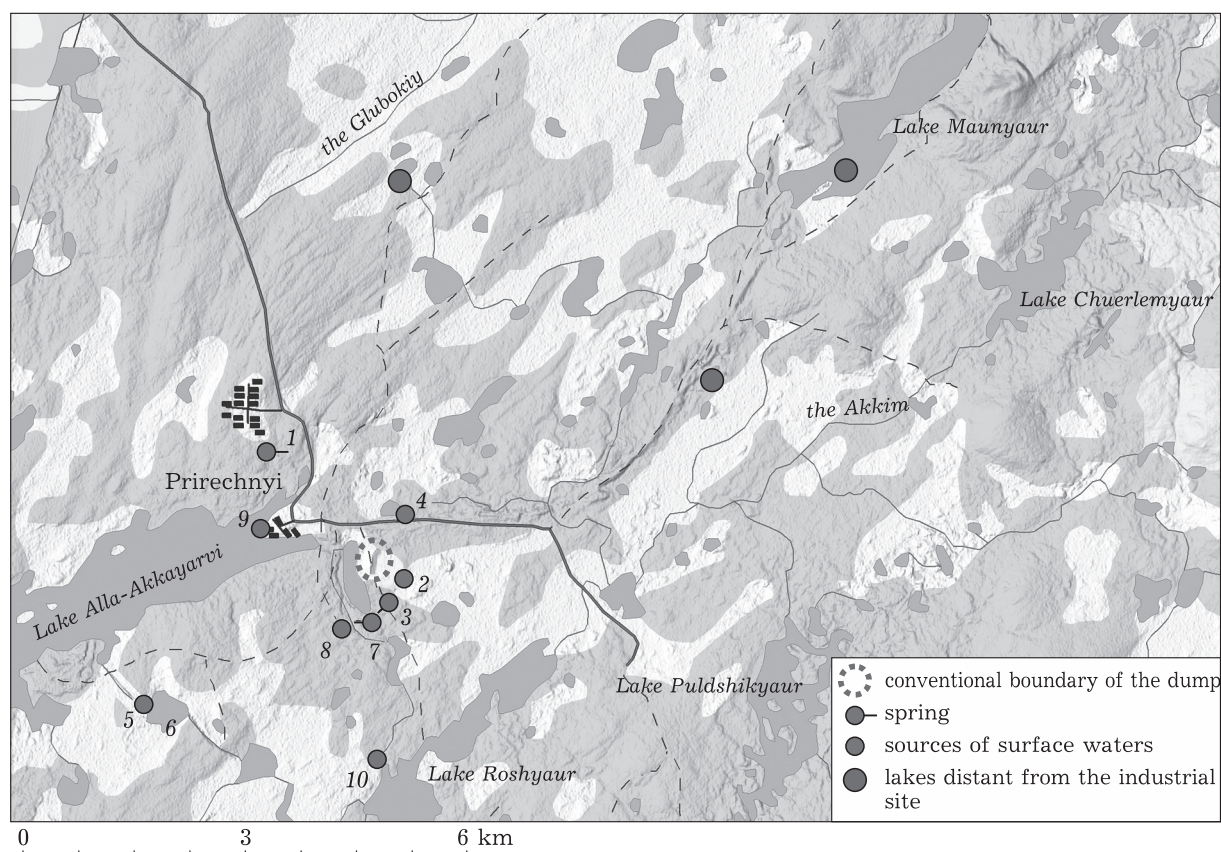 the Glubokiy
Lake Maunyaur
Lake Chuerlemyaur
the Akkim
1
Prirechnyi
4
9
2
Lake Alla-Akkayarvi
3
8
7
Lake Puldshikyaur
5
6
10
Lake Roshyaur
conventional boundary of the dump
spring
sources of surface waters
lakes distant from the industrial
site
0 3 6 km